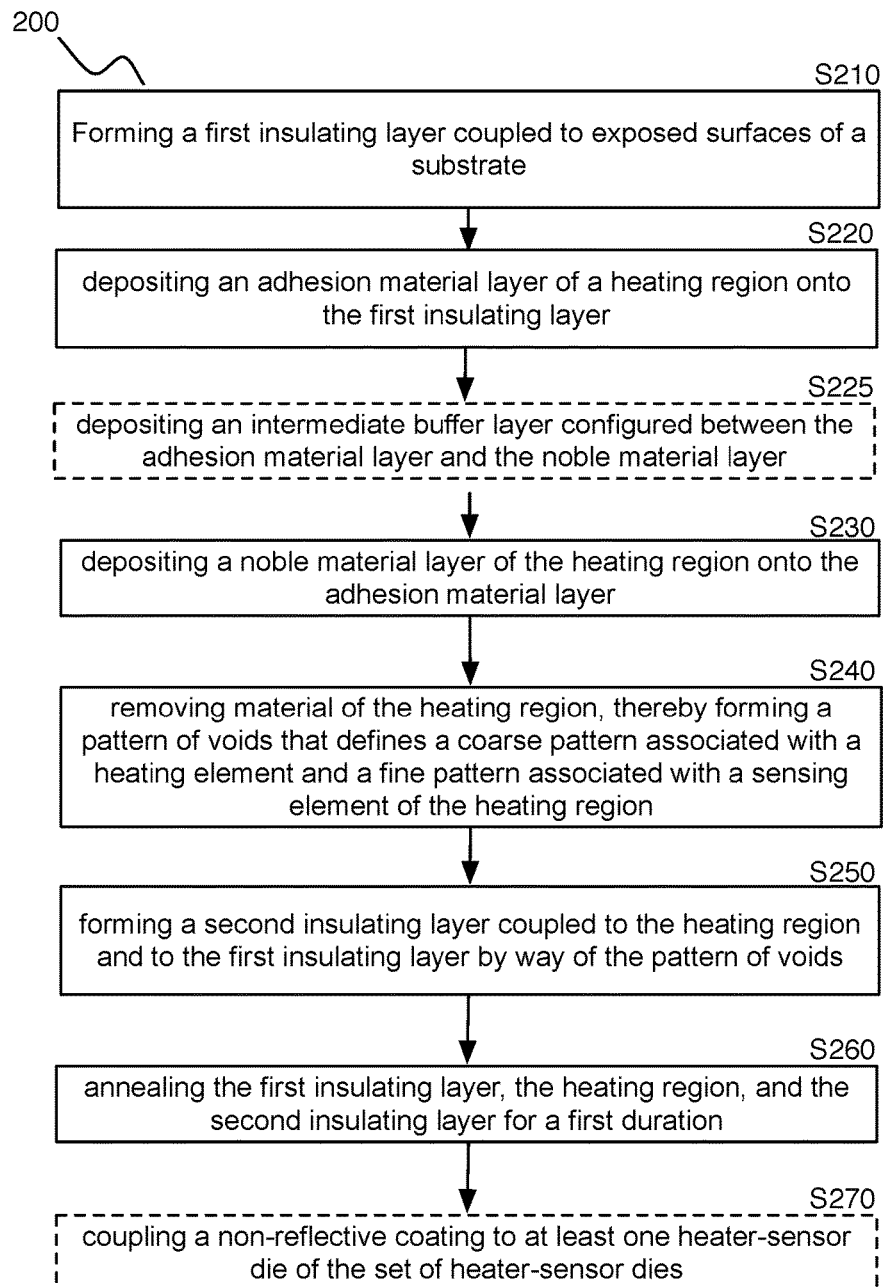 200
S210
Forming a first insulating layer coupled to exposed surfaces of a
substrate
S220
depositing an adhesion material layer of a heating region onto
the first insulating layer
S225
depositing an intermediate buffer layer configured between the
adhesion material layer and the noble material layer
S230
depositing a noble material layer of the heating region onto the
adhesion material layer
S240
removing material of the heating region, thereby forming a
pattern of voids that defines a coarse pattern associated with a
heating element and a fine pattern associated with a sensing
element of the heating region
S250
forming a second insulating layer coupled to the heating region
and to the first insulating layer by way of the pattern of voids
S260
annealing the first insulating layer, the heating region, and the
second insulating layer for a first duration
S270
coupling a non-reflective coating to at least one heater-sensor
die of the set of heater-sensor dies